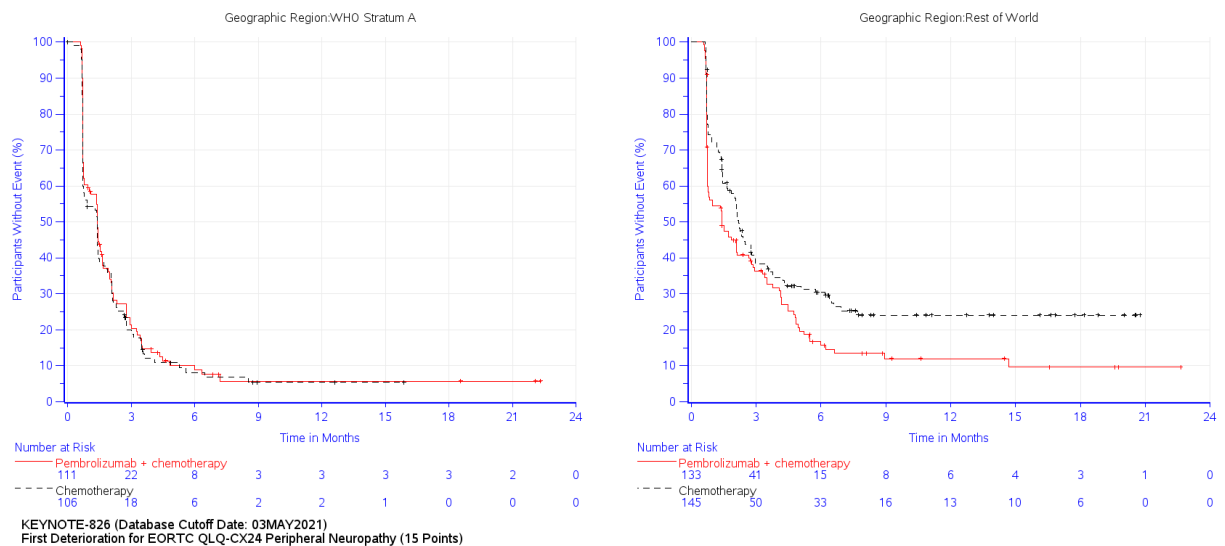 Geographic Region:WHO Stratum A
100
90
80
70
60
50
40
30
20
10
0
Participants Without Event (%)
0 3 6 9 12 15 18 21 24
Time in Months
Number at Risk
Pembrolizumab + chemotherapy
111 22 8 3 3 3 3 2 0
Chemotherapy
106 18 6 2 2 1 0 0 0
Geographic Region:Rest of World
100
90
80
70
60
50
40
30
20
10
0
Participants Without Event (%)
0 3 6 9 12 15 18 21 24
Time in Months
Number at Risk
Pembrolizumab + chemotherapy
133 41 15 8 6 4 3 1 0
Chemotherapy
145 50 33 16 13 10 6 0 0
KEYNOTE-826 (Database Cutoff Date: 03MAY2021)
First Deterioration for EORTC QLQ-CX24 Peripheral Neuropathy (15 Points)